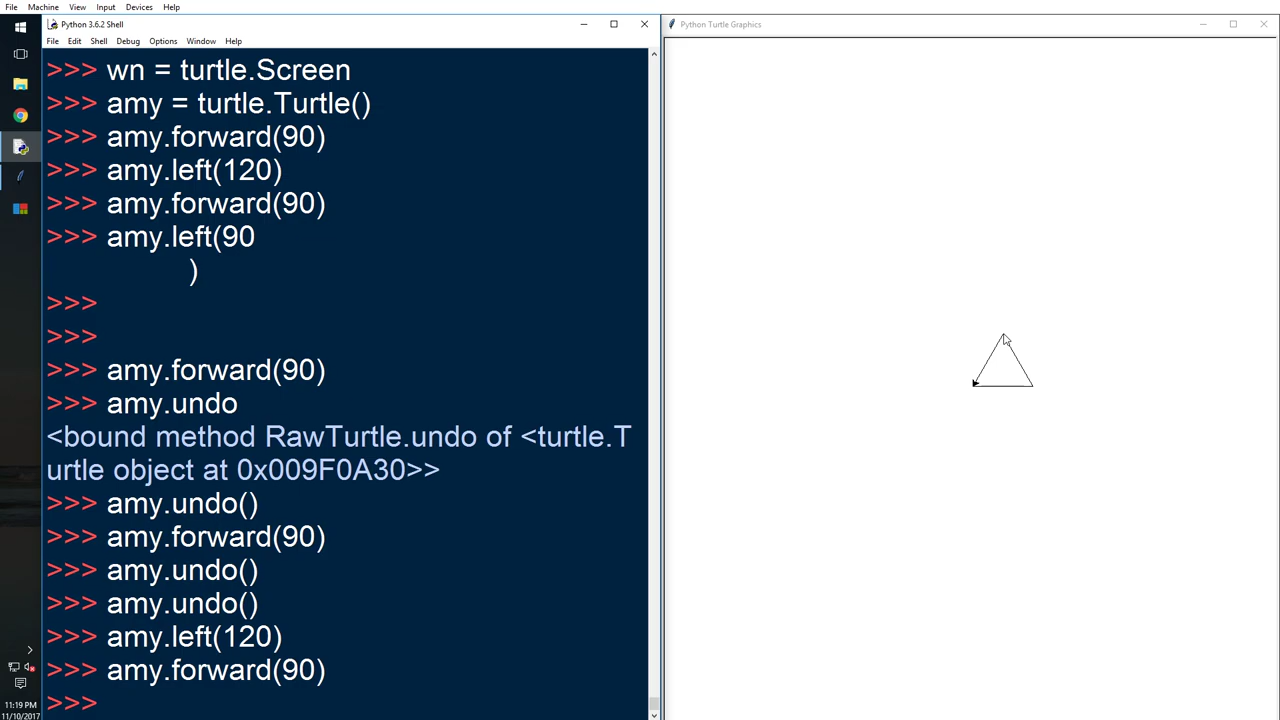 File Machine View Input Devices Help
Python 3.6.2 Shell
File Edit Shell Debug Options Window Help
>>> wn = turtle.Screen
>>> amy = turtle.Turtle()
>>> amy.forward(90)
>>> amy.left(120)
>>> amy.forward(90)
>>> amy.left(90
)
>>>
>>>
>>> amy.forward(90)
>>> amy.undo
<bound method RawTurtle.undo of <turtle.T
urtle object at 0x009F0A30>>
>>> amy.undo()
>>> amy.forward(90)
>>> amy.undo()
>>> amy.undo()
>>> amy.left(120)
>>> amy.forward(90)
>>>
Python Turtle Graphics
11:19 PM
11/10/2017